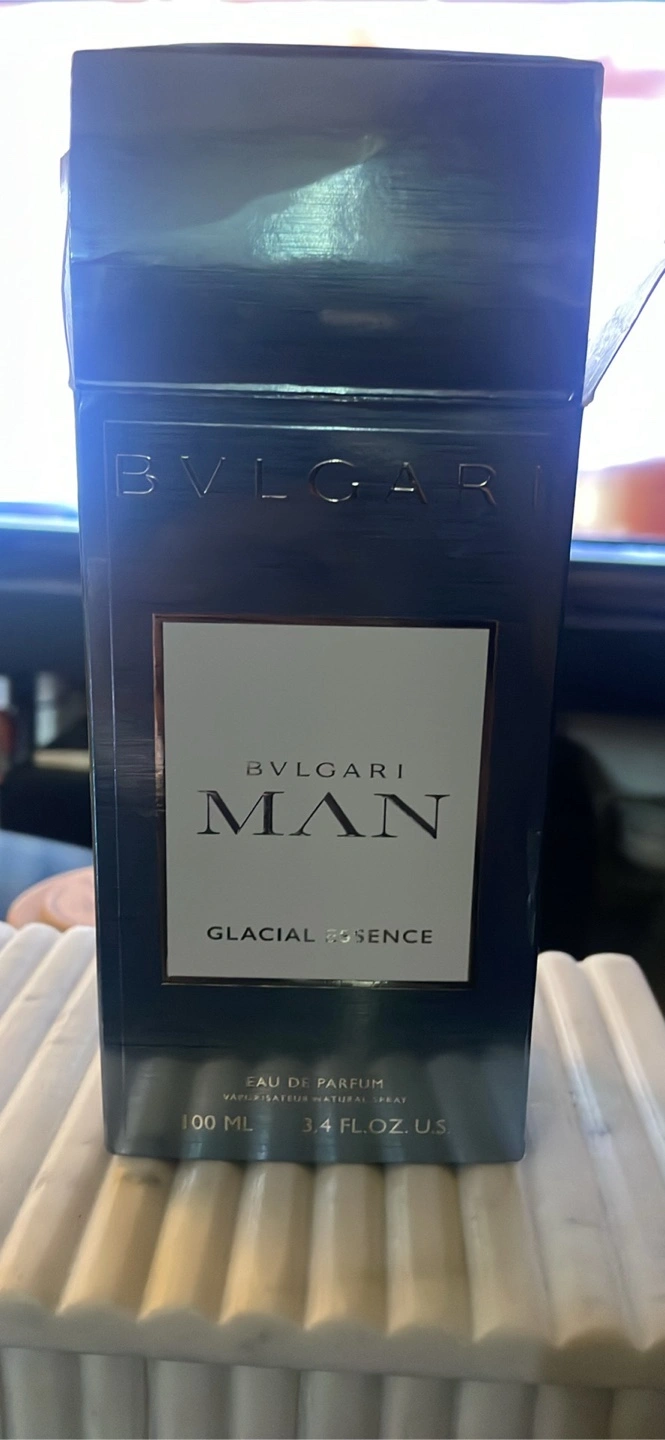 BVLGARI
BVLGARI
MAN
GLACIAL ESSENCE
EAU DE PARFUM
VAPORISATEUR NATURAL SPRAY
100 ML 3.4 FL.OZ. U.S.